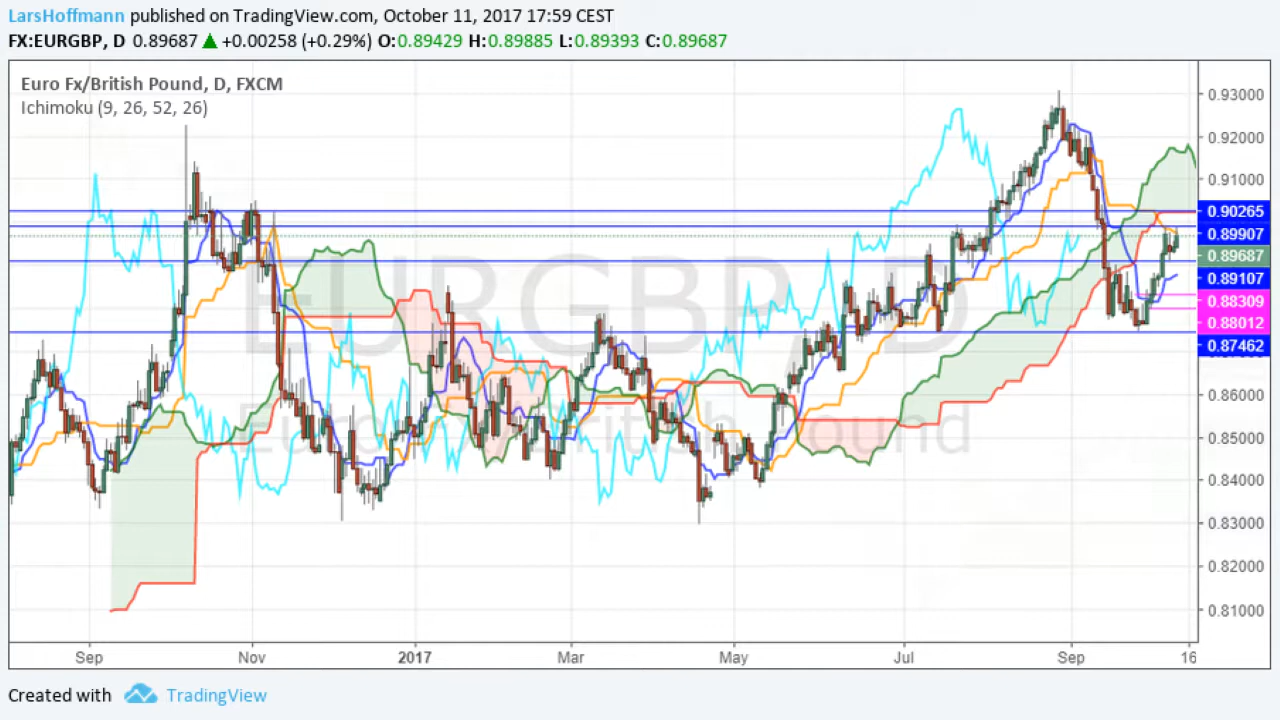 LarsHoffmann published on TradingView.com, October 11, 2017 17:59 CEST
FX:EURGBP, D 0.89687 ▲ +0.00258 (+0.29%) O:0.89429 H:0.89885 L:0.89393 C:0.89687
Euro Fx/British Pound, D, FXCM
Ichimoku (9, 26, 52, 26)
EURGBP, D
Euro Fx/British Pound
0.93000
0.92000
0.91000
0.90265
0.89907
0.89687
0.89107
0.88309
0.88012
0.87462
0.86000
0.85000
0.84000
0.83000
0.82000
0.81000
Sep Nov 2017 Mar May Jul Sep 16
Created with TradingView